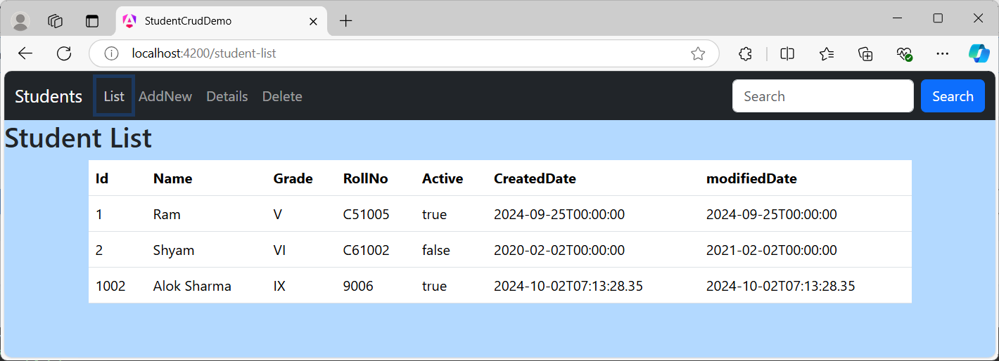 StudentCrudDemo
localhost:4200/student-list
Students List AddNew Details Delete Search Search
Student List
Id Name Grade RollNo Active CreatedDate modifiedDate
1 Ram V C51005 true 2024-09-25T00:00:00 2024-09-25T00:00:00
2 Shyam VI C61002 false 2020-02-02T00:00:00 2021-02-02T00:00:00
1002 Alok Sharma IX 9006 true 2024-10-02T07:13:28.35 2024-10-02T07:13:28.35